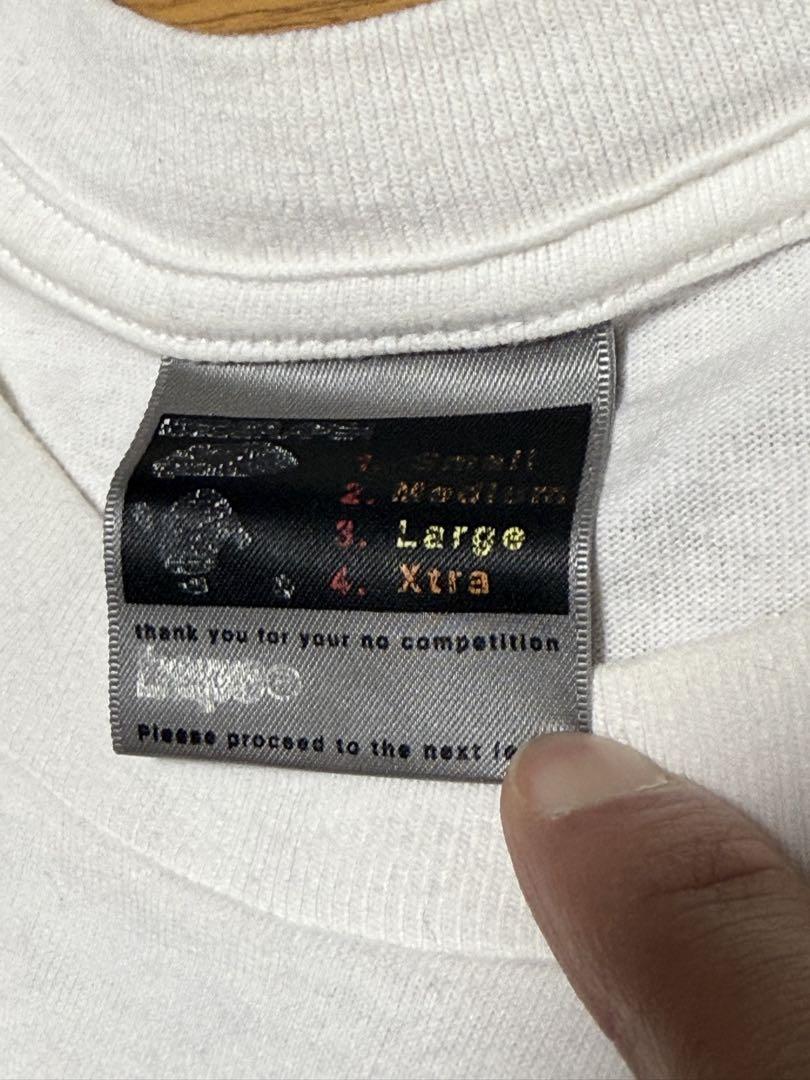 1. Small
2. Medium
3. Large
4. Xtra
thank you for your no competition
Please proceed to the next